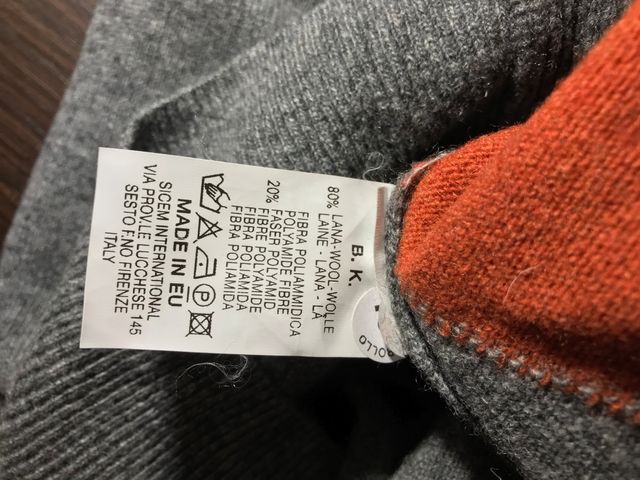 B. K.
80% LANA-WOOL-WOLLE
LAINE - LANA - LÀ
20% FIBRA POLIAMMIDICA
POLYAMIDE FIBRE
FASER POLYAMID
FIBRE POLYAMIDE
FIBRA POLIAMIDA
FIBRA POLIAMIDA
P
MADE IN EU
SICEM INTERNATIONAL
VIA PROV.LE LUCCHESE 145
SESTO F.NO FIRENZE
ITALY